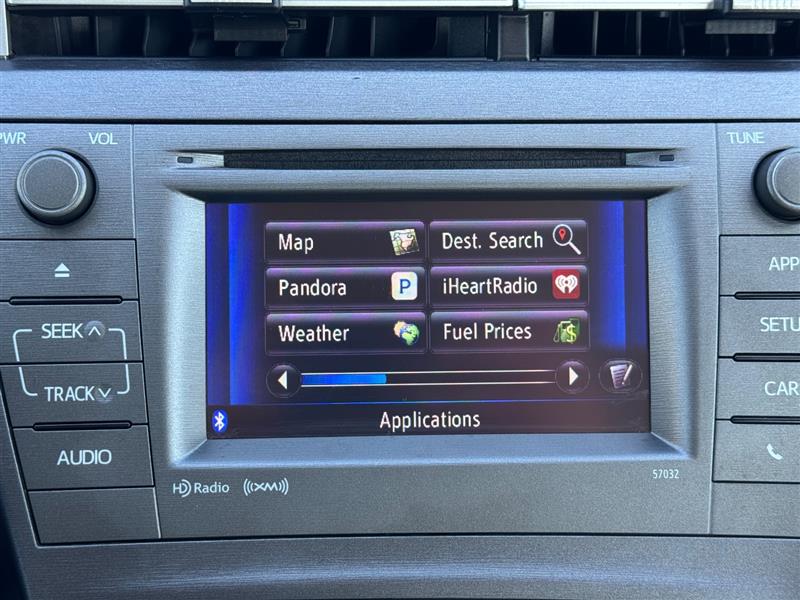 PWR VOL TUNE
Map Dest. Search
APP
Pandora P iHeartRadio
SEEK SETU
Weather Fuel Prices $
TRACK CAR
Applications
AUDIO
HD Radio ((XM)) 57032